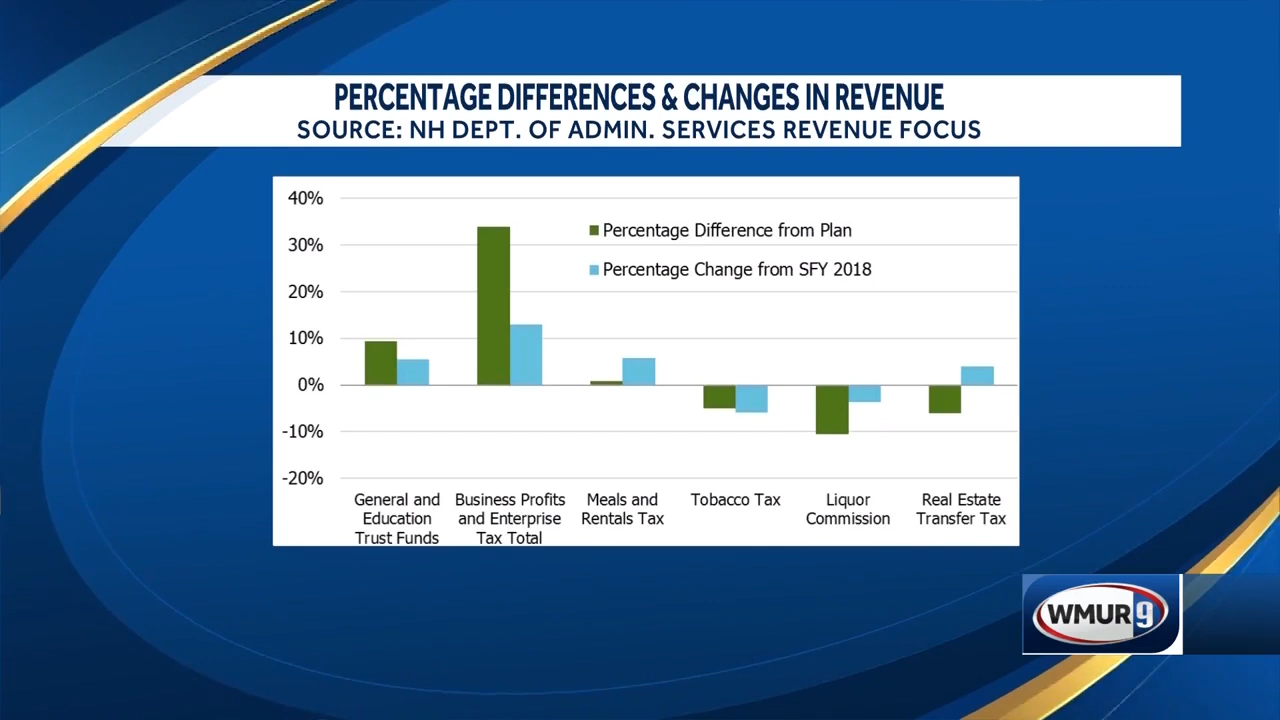 PERCENTAGE DIFFERENCES & CHANGES IN REVENUE
SOURCE: NH DEPT. OF ADMIN. SERVICES REVENUE FOCUS
40%
30%
20%
10%
0%
-10%
-20%
Percentage Difference from Plan
Percentage Change from SFY 2018
General and
Education
Trust Funds
Business Profits
and Enterprise
Tax Total
Meals and
Rentals Tax
Tobacco Tax
Liquor
Commission
Real Estate
Transfer Tax
WMUR 9